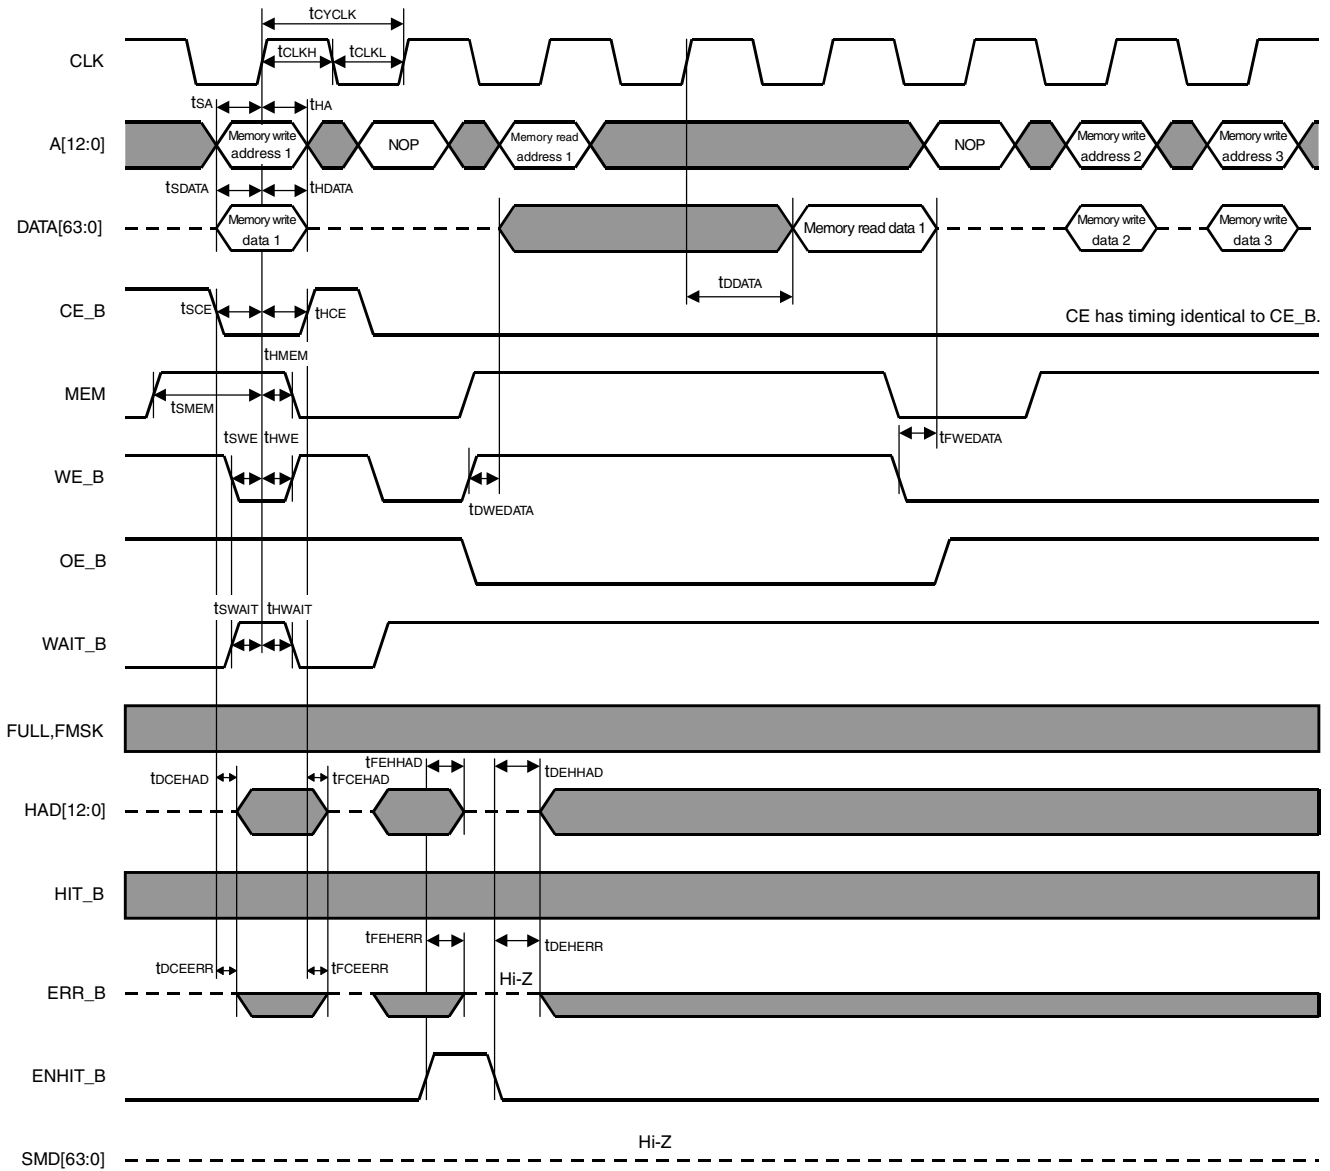 tCYCLK
CLK
tCLKH
tCLKL
tSA
tHA
A[12:0]
Memory write
address 1
NOP
Memory read
address 1
NOP
Memory write
address 2
Memory write
address 3
tSDATA
tHDATA
DATA[63:0]
Memory write
data 1
Memory read data 1
Memory write
data 2
Memory write
data 3
tDDATA
CE_B
tSCE
tHCE
CE has timing identical to CE_B.
tHMEM
MEM
tSMEM
tSWE
tHWE
tFWEDATA
WE_B
tDWEDATA
OE_B
tSWAIT
tHWAIT
WAIT_B
FULL,FMSK
tDCEHAD
tFCEHAD
tFEHHAD
tDEHHAD
HAD[12:0]
HIT_B
tFEHERR
tDEHERR
tDCEERR
tFCEERR
Hi-Z
ERR_B
ENHIT_B
Hi-Z
SMD[63:0]